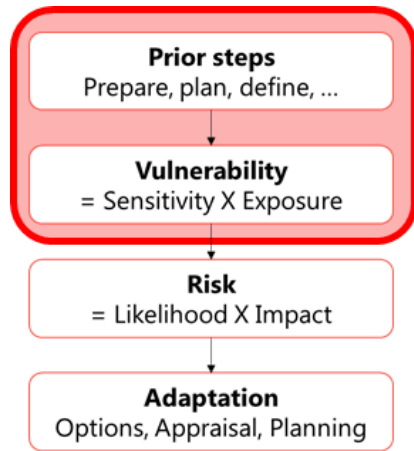 Prior steps
Prepare, plan, define, ...
Vulnerability
= Sensitivity X Exposure
Risk
= Likelihood X Impact
Adaptation
Options, Appraisal, Planning